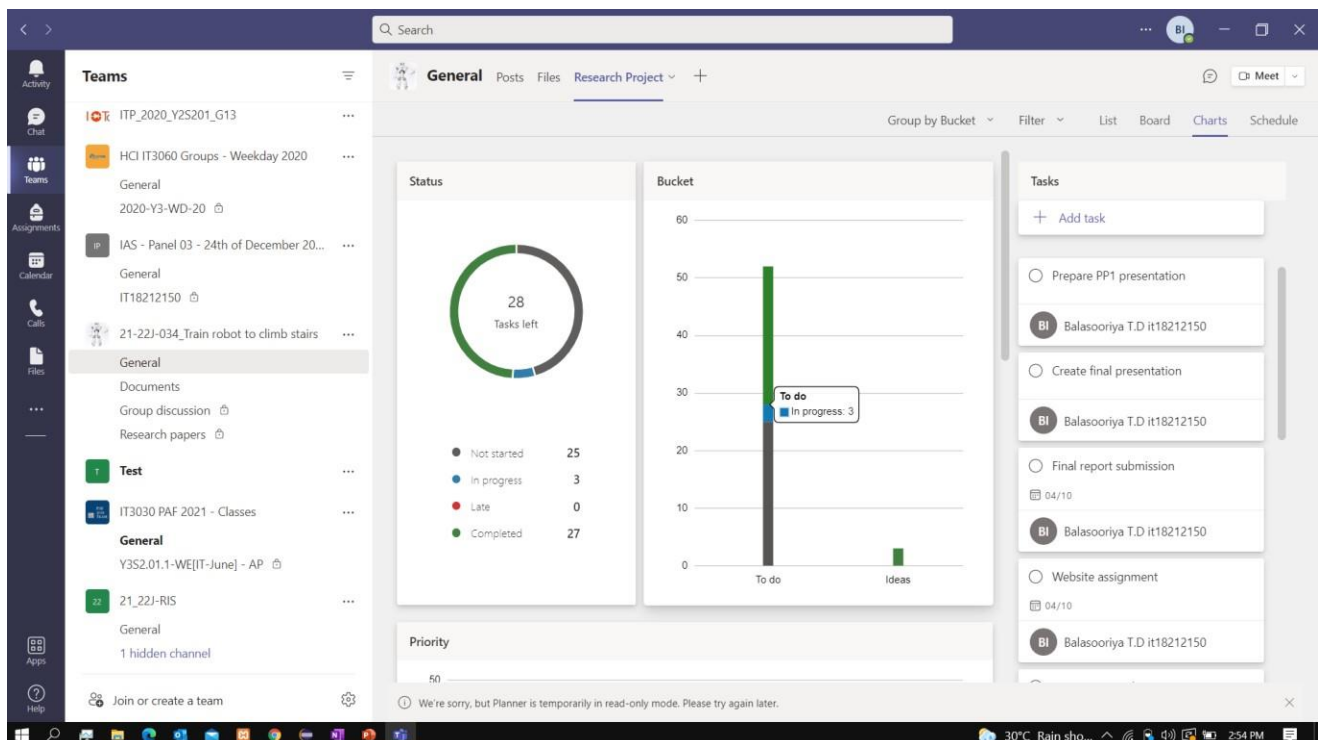 Search
BI
Activity
Chat
Teams
Assignments
Calendar
Calls
Files
Apps
Help
Teams
ITP_2020_Y2S201_G13
HCI IT3060 Groups - Weekday 2020
General
2020-Y3-WD-20
IP
IAS - Panel 03 - 24th of December 20...
General
IT18212150
21-22J-034_Train robot to climb stairs
General
Documents
Group discussion
Research papers
T
Test
IT3030 PAF 2021 - Classes
General
Y3S2.01.1-WE[IT-June] - AP
22
21_22J-RIS
General
1 hidden channel
Join or create a team
General Posts Files Research Project
Meet
Group by Bucket Filter List Board Charts Schedule
Status
28
Tasks left
Not started 25
In progress 3
Late 0
Completed 27
Bucket
60
50
40
30
20
10
0
To do
In progress: 3
To do Ideas
Priority
50
Tasks
+ Add task
Prepare PP1 presentation
BI Balasooriya T.D it18212150
Create final presentation
BI Balasooriya T.D it18212150
Final report submission
04/10
BI Balasooriya T.D it18212150
Website assignment
04/10
BI Balasooriya T.D it18212150
We're sorry, but Planner is temporarily in read-only mode. Please try again later.
30°C Rain sho... 2:54 PM